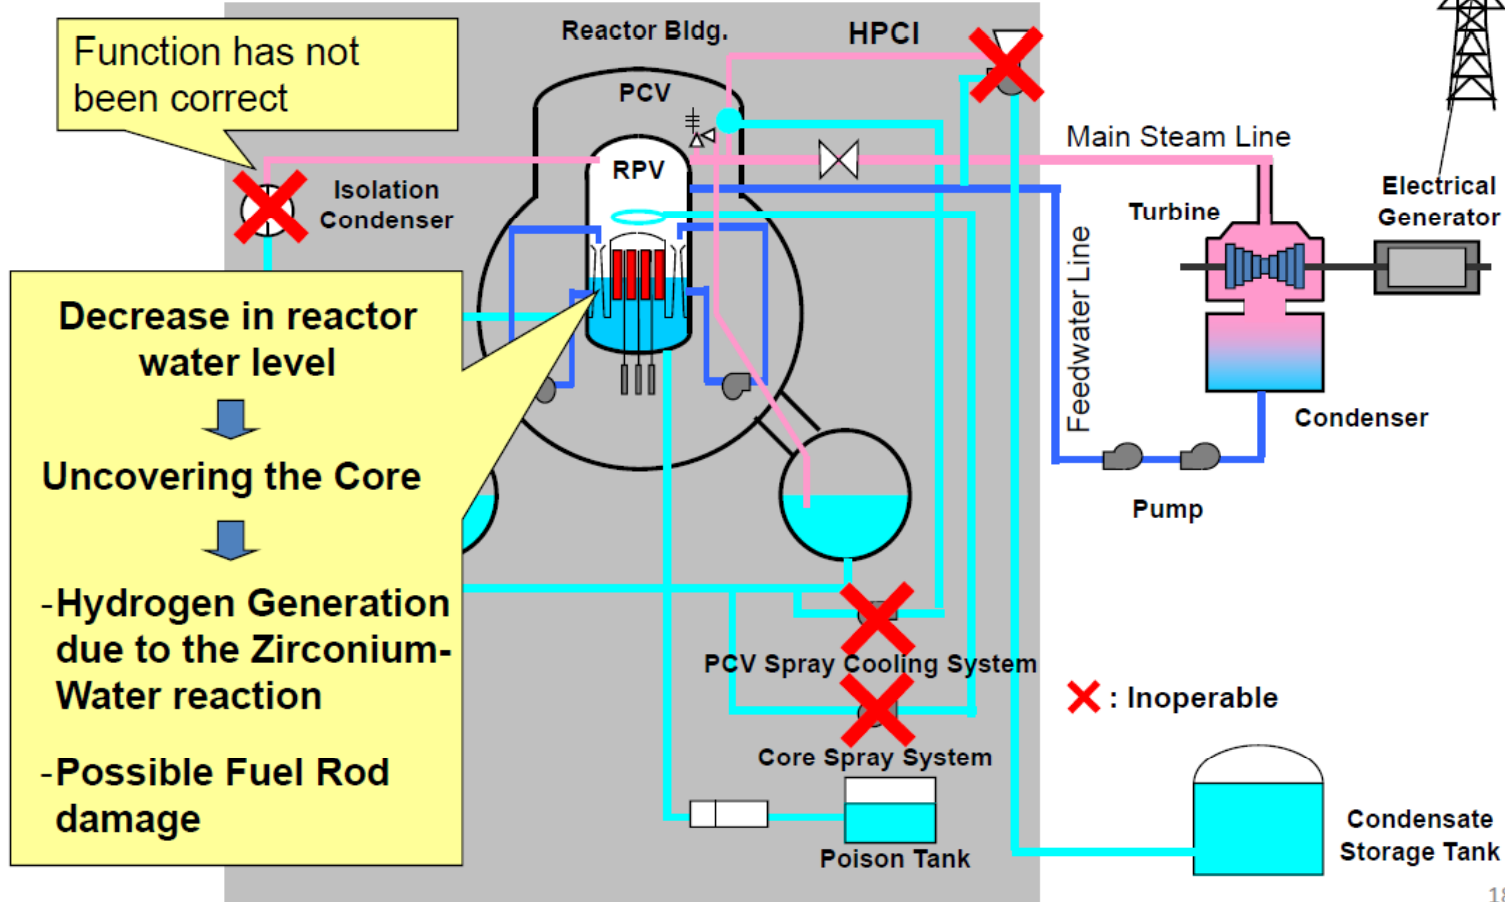 Function has not
been correct
Reactor Bldg.
HPCI
PCV
RPV
Isolation
Condenser
Main Steam Line
Electrical
Generator
Turbine
Feedwater Line
Condenser
Pump
Decrease in reactor
water level
Uncovering the Core
-Hydrogen Generation
due to the Zirconium-
Water reaction
-Possible Fuel Rod
damage
PCV Spray Cooling System
Core Spray System
: Inoperable
Poison Tank
Condensate
Storage Tank
18